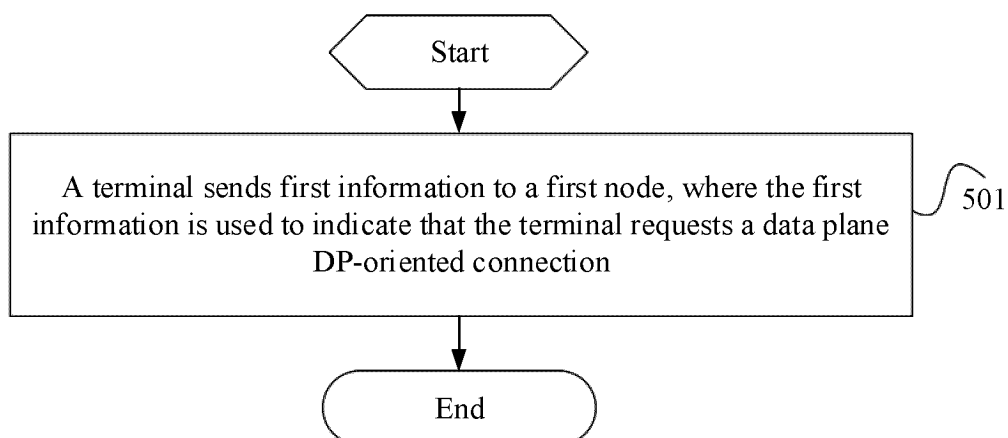 Start
A terminal sends first information to a first node, where the first
information is used to indicate that the terminal requests a data plane
DP-oriented connection
501
End